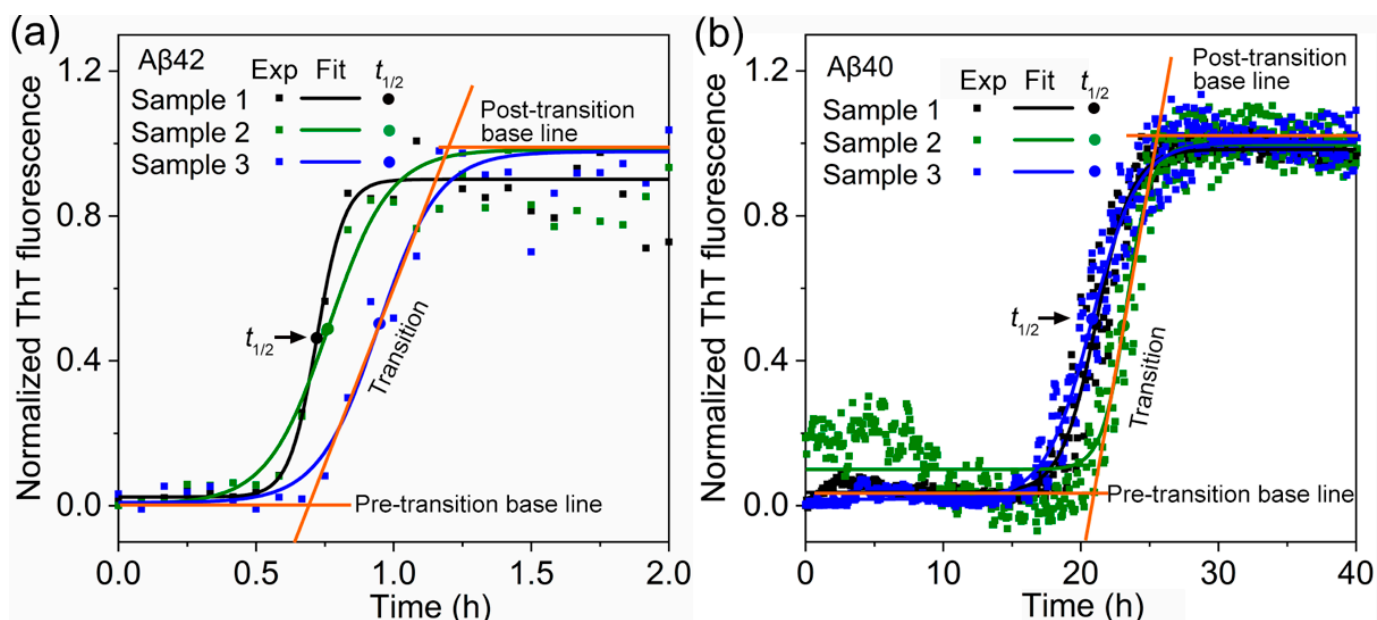 (a)
Aβ42
Exp Fit t1/2
Sample 1
Sample 2
Sample 3
Post-transition
base line
t1/2
Transition
Pre-transition base line
Normalized ThT fluorescence
1.2
0.8
0.4
0.0
0.0 0.5 1.0 1.5 2.0
Time (h)
(b)
Aβ40
Exp Fit t1/2
Sample 1
Sample 2
Sample 3
Post-transition
base line
t1/2
Transition
Pre-transition base line
Normalized ThT fluorescence
1.2
0.8
0.4
0.0
0 10 20 30 40
Time (h)